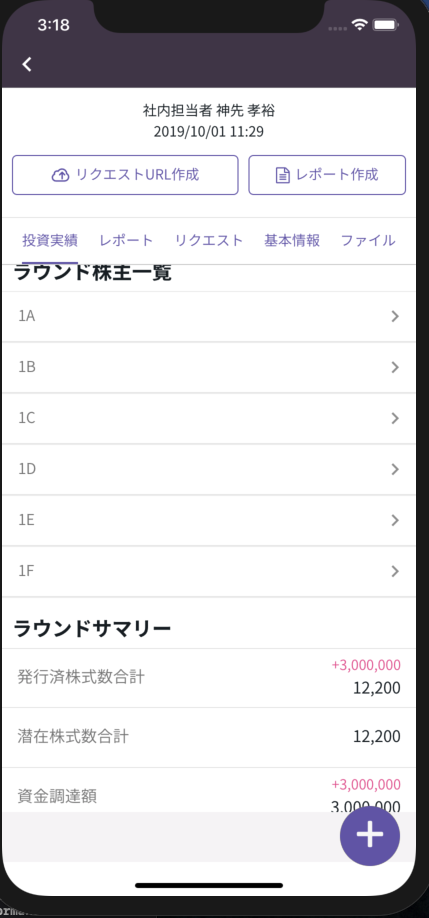 3:18
社内担当者 神先 孝裕
2019/10/01 11:29
リクエストURL作成
レポート作成
投資実績 レポート リクエスト 基本情報 ファイル
ラウンド株主一覧
1A
1B
1C
1D
1E
1F
ラウンドサマリー
+3,000,000
発行済株式数合計
12,200
潜在株式数合計 12,200
+3,000,000
資金調達額
3,000,000